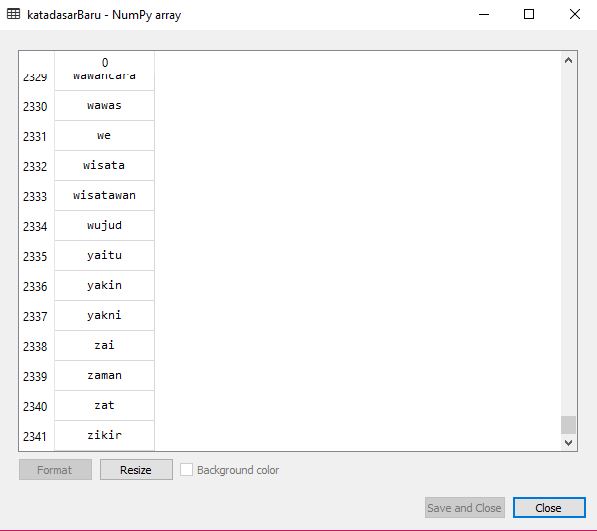 katadasarBaru - NumPy array
0
2329 wawancara
2330 wawas
2331 we
2332 wisata
2333 wisatawan
2334 wujud
2335 yaitu
2336 yakin
2337 yakni
2338 zai
2339 zaman
2340 zat
2341 zikir
Format Resize Background color
Save and Close Close